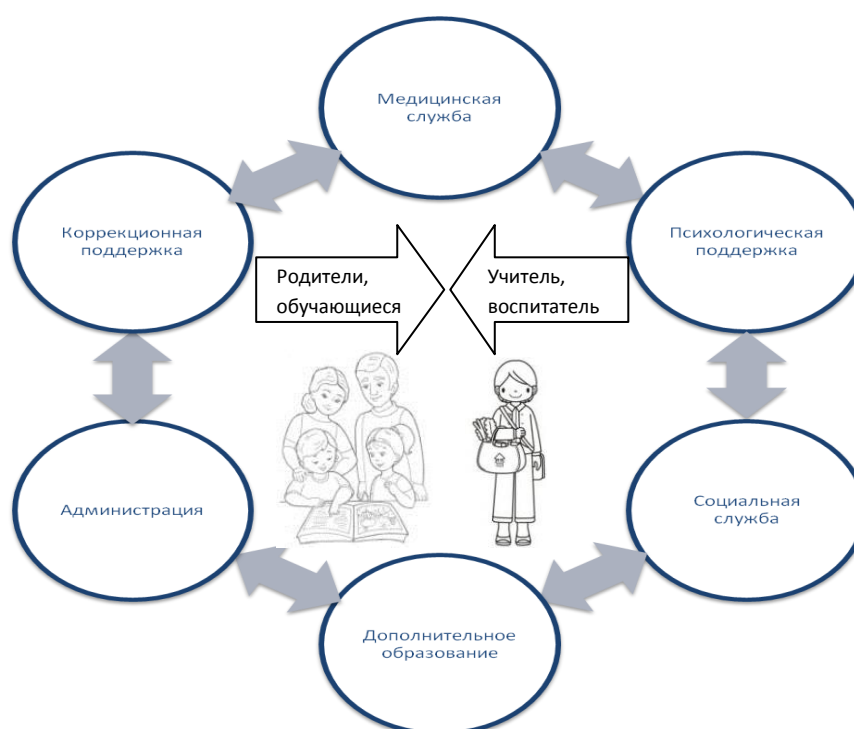 Медицинская
служба
Коррекционная
поддержка
Психологическая
поддержка
Родители,
обучающиеся
Учитель,
воспитатель
Администрация
Социальная
служба
Дополнительное
образование